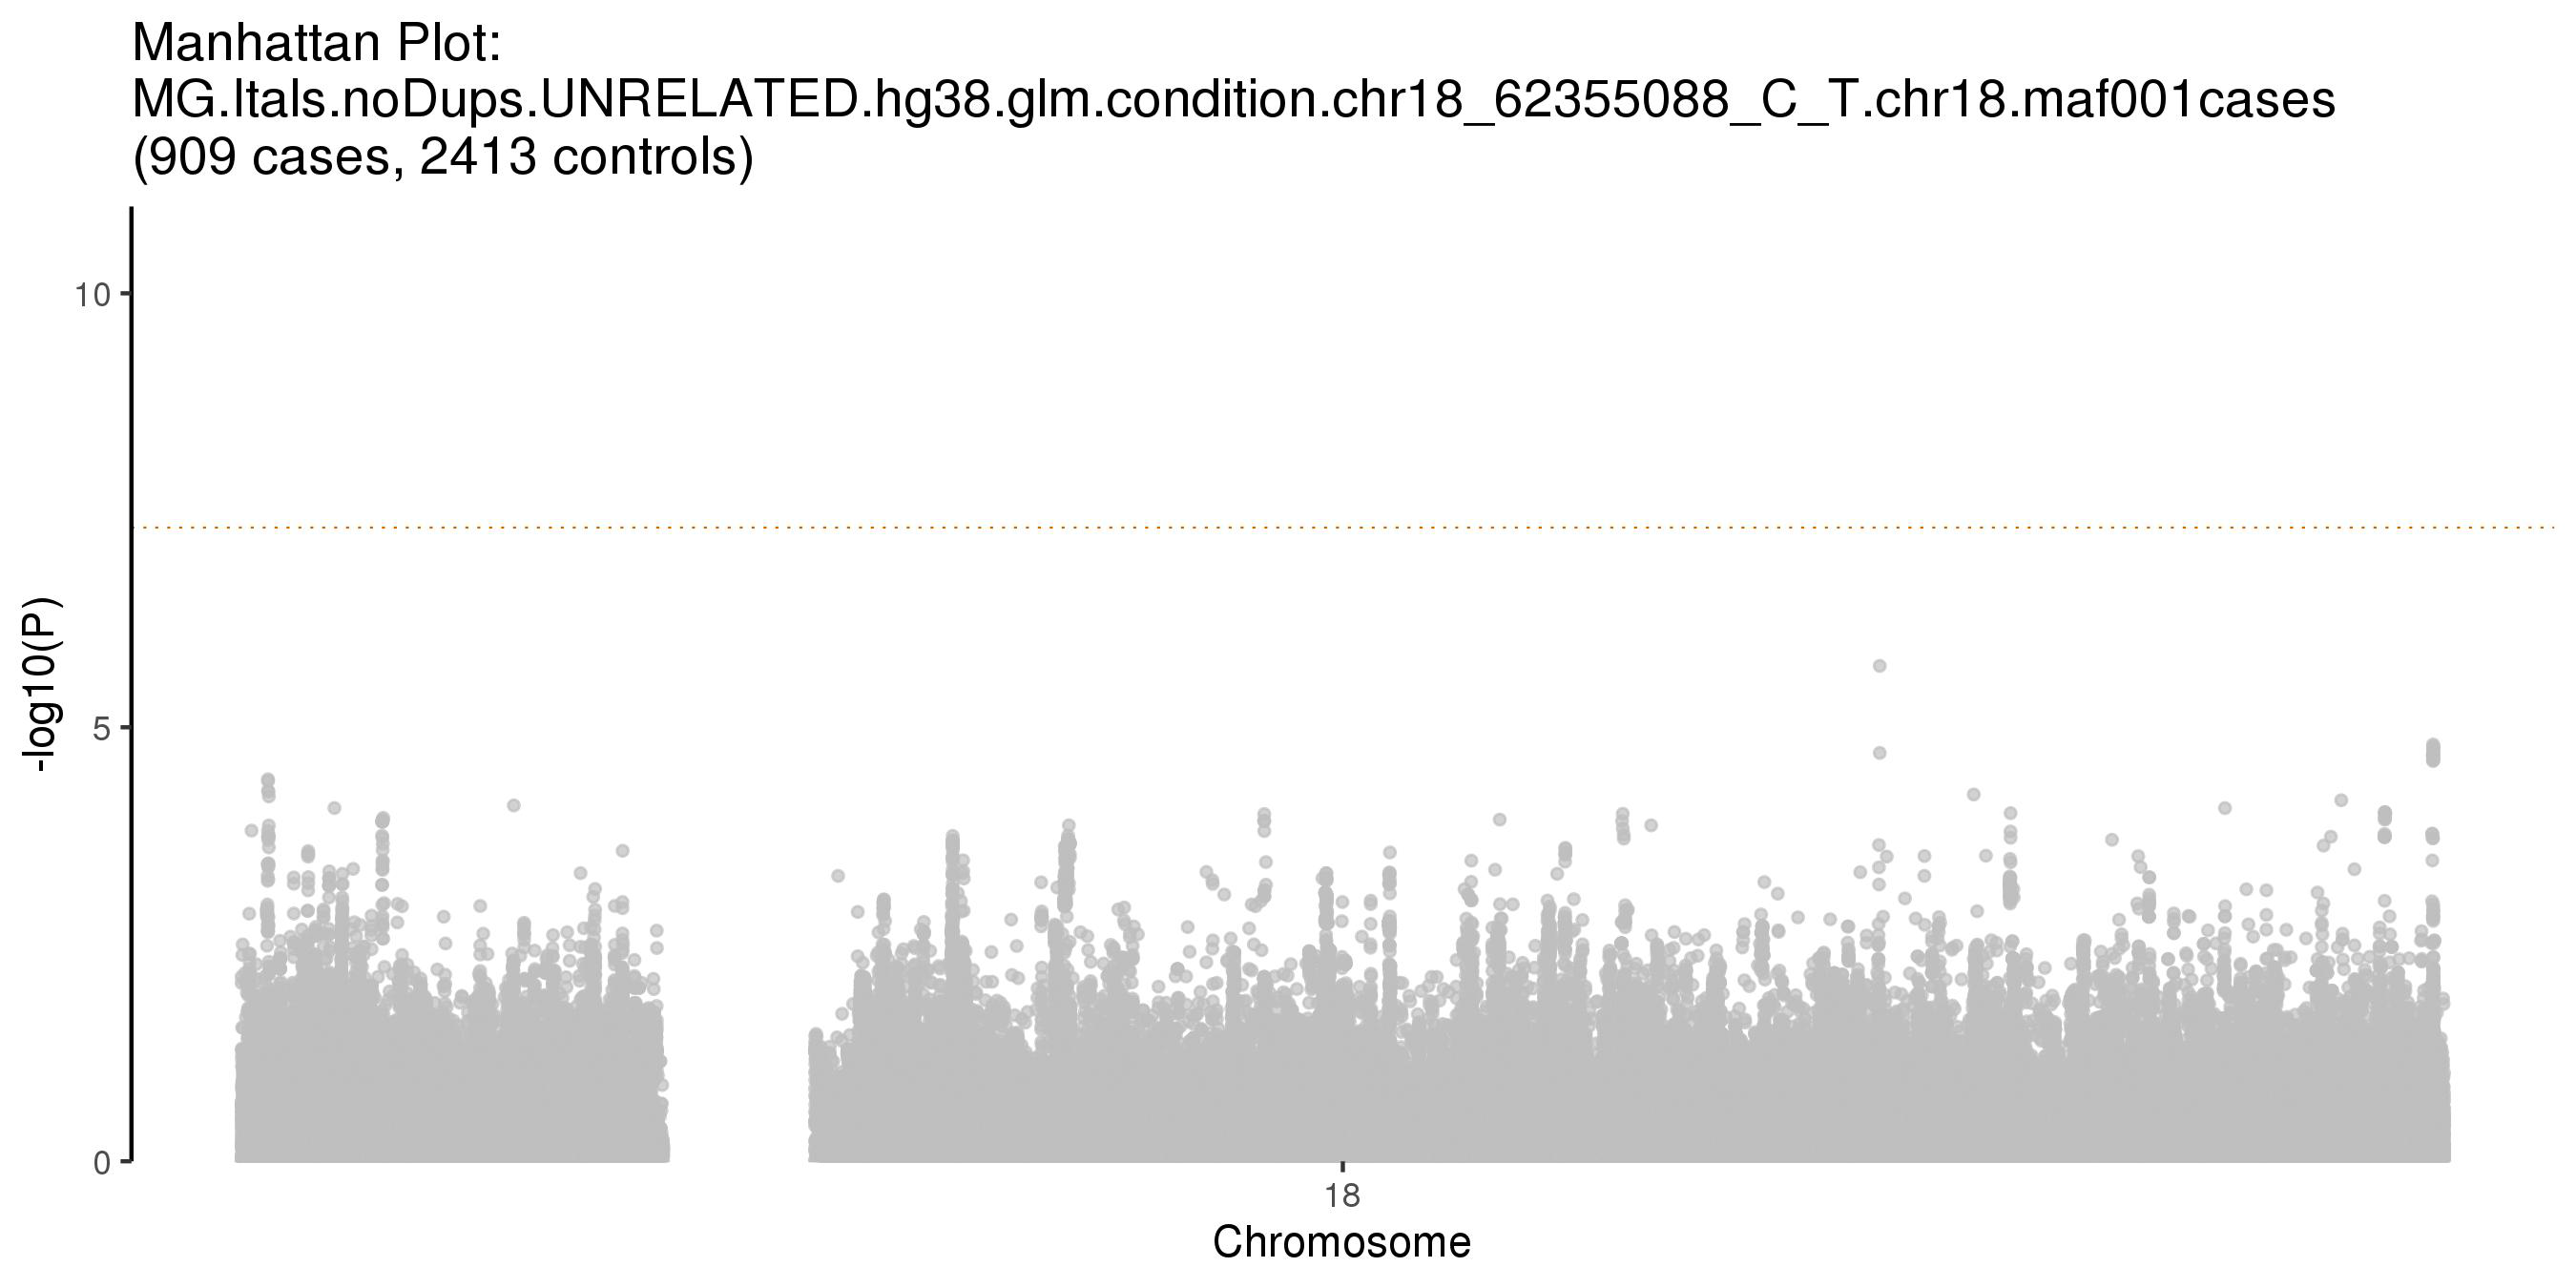 Manhattan Plot:
MG.Itals.noDups.UNRELATED.hg38.glm.condition.chr18_62355088_C_T.chr18.maf001cases
(909 cases, 2413 controls)
10
5
0
-log10(P)
18
Chromosome